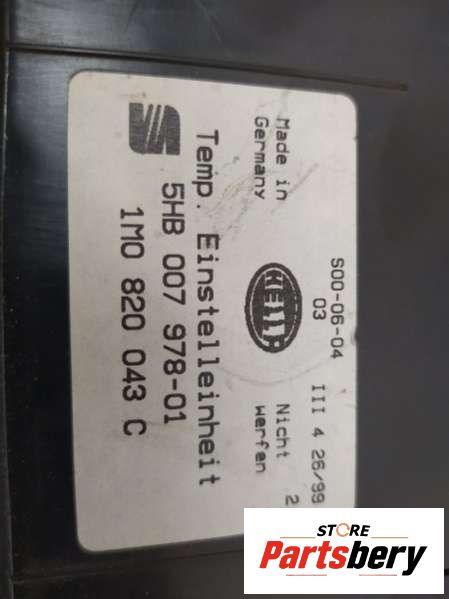 Made in
Germany
S00-06-04
03
HELLA
III 4 26/99
Nicht
werfen
2
Temp. Einstelleinheit
5HB 007 978-01
1M0 820 043 C
STORE
Partsbery